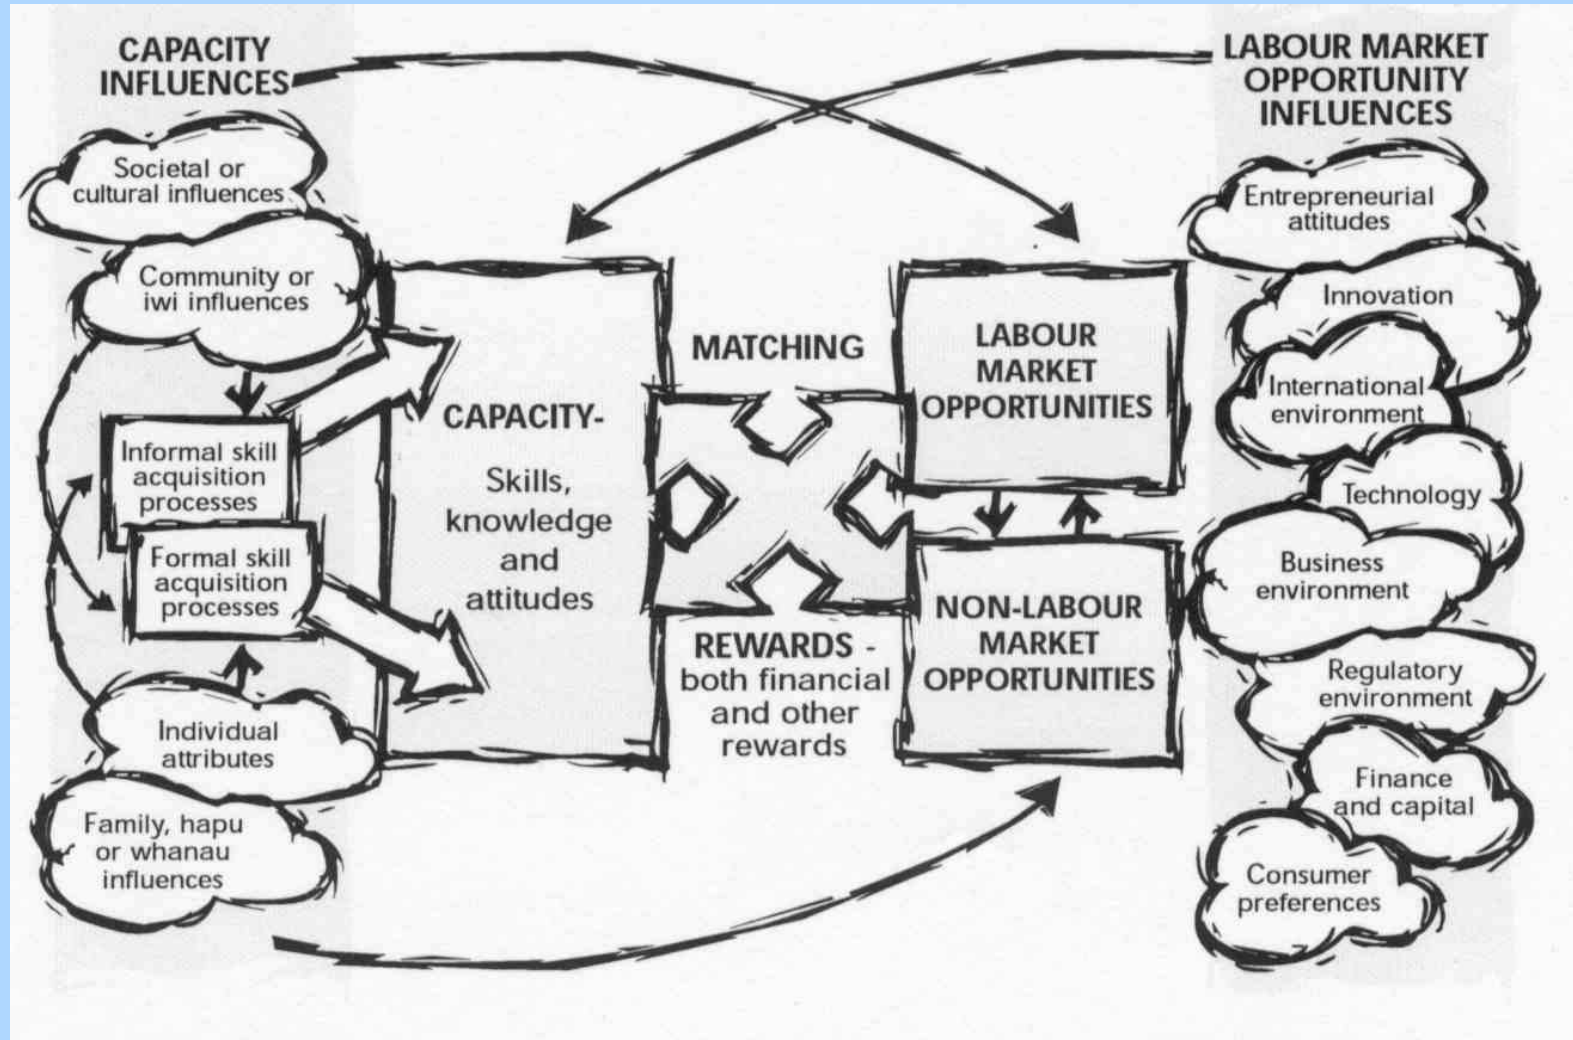 CAPACITY
INFLUENCES
Societal or
cultural influences
Community or
iwi influences
Informal skill
acquisition
processes
Formal skill
acquisition
processes
Individual
attributes
Family, hapu
or whanau
influences
CAPACITY-
Skills,
knowledge
and
attitudes
MATCHING
REWARDS -
both financial
and other
rewards
LABOUR
MARKET
OPPORTUNITIES
NON-LABOUR
MARKET
OPPORTUNITIES
LABOUR MARKET
OPPORTUNITY
INFLUENCES
Entrepreneurial
attitudes
Innovation
International
environment
Technology
Business
environment
Regulatory
environment
Finance
and capital
Consumer
preferences